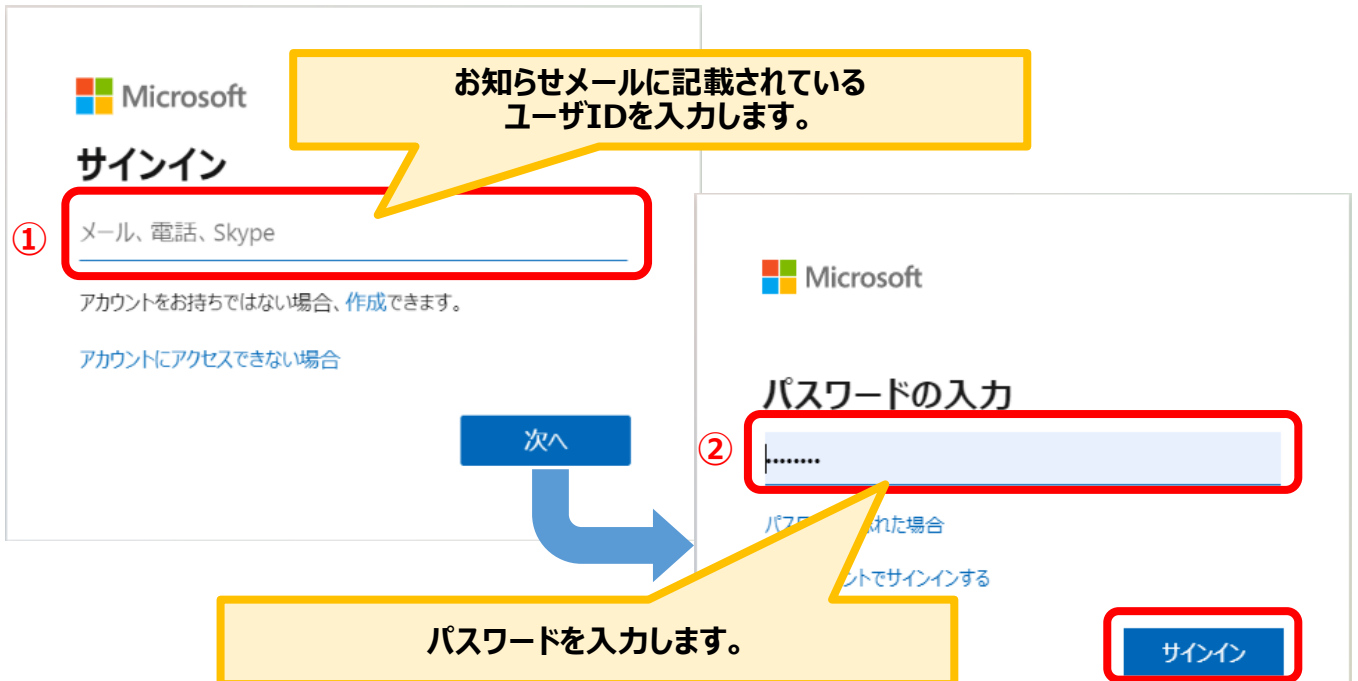 Microsoft
お知らせメールに記載されている
ユーザIDを入力します。
サインイン
①
メール、電話、Skype
アカウントをお持ちではない場合、作成できます。
アカウントにアクセスできない場合
次へ
Microsoft
パスワードの入力
②
········
れた場合
ントでサインインする
パスワードを入力します。
サインイン